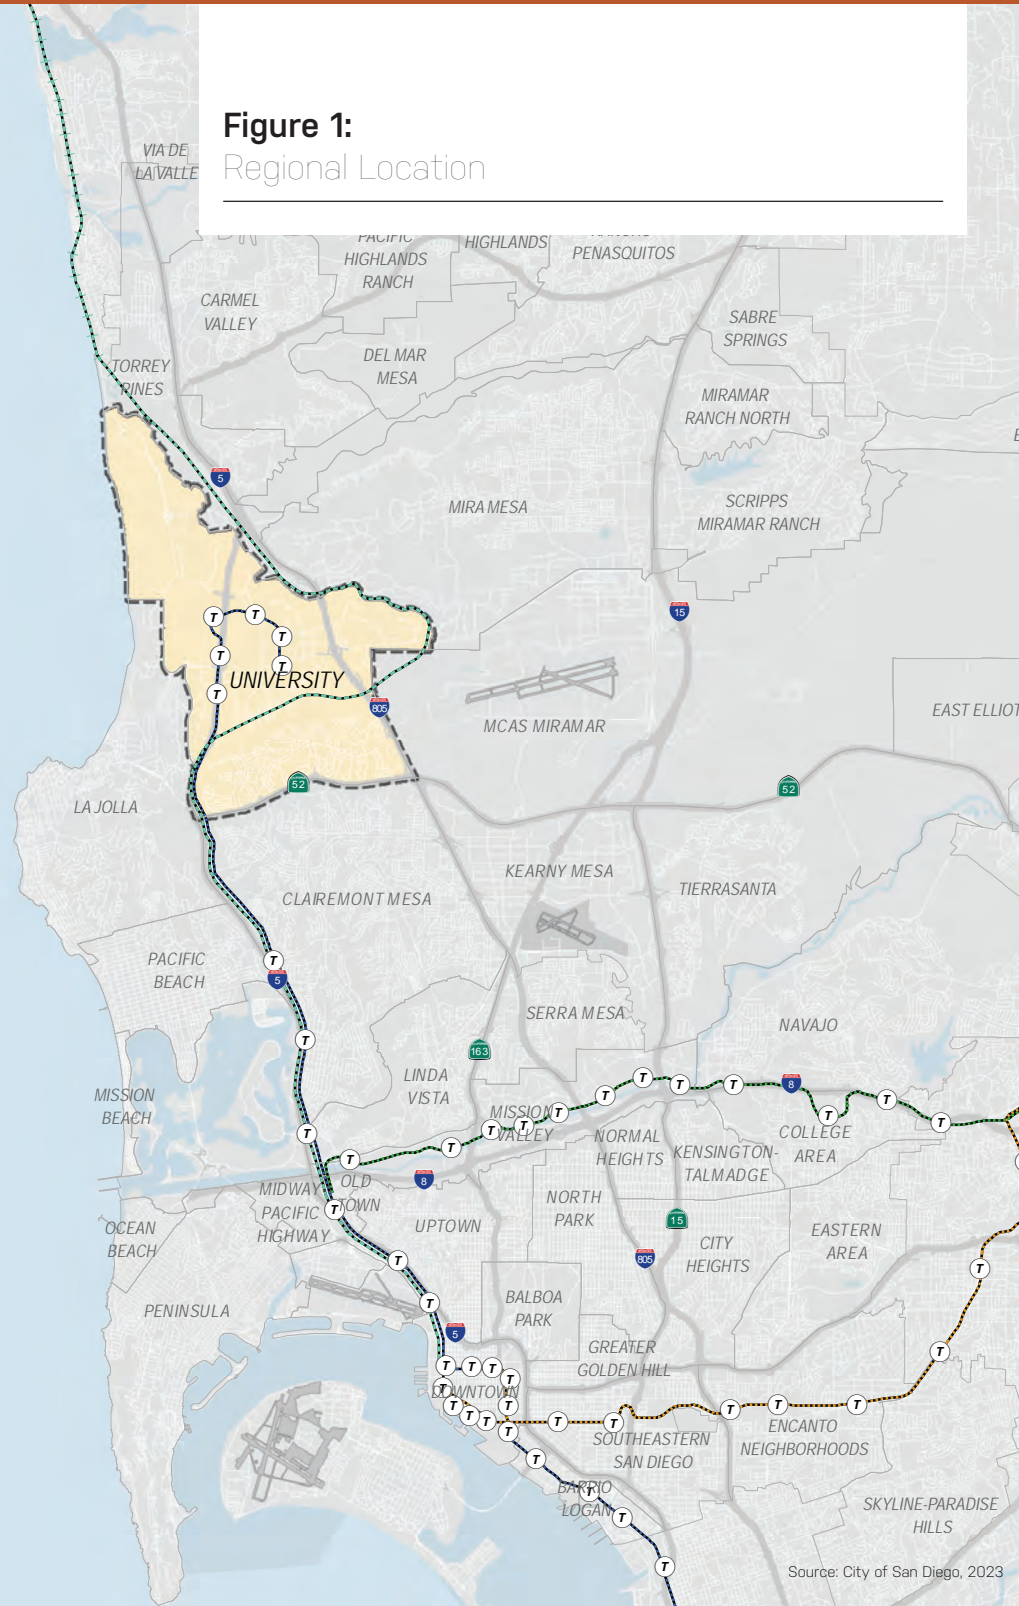 Figure 1:
Regional Location
VIA DE
LA VALLE
PACIFIC
HIGHLANDS
RANCH
HIGHLANDS
PENASQUITOS
CARMEL
VALLEY
SABRE
SPRINGS
DEL MAR
MESA
TORREY
PINES
MIRAMAR
RANCH NORTH
5
MIRA MESA
SCRIPPS
MIRAMAR RANCH
15
T
T
T
T
T
T
UNIVERSITY
805
MCAS MIRAMAR
EAST ELLIOT
52
52
LA JOLLA
KEARNY MESA
CLAIREMONT MESA
TIERRASANTA
PACIFIC
BEACH
T
5
SERRA MESA
NAVAJO
T
163
LINDA
VISTA
MISSION
BEACH
T
T
T
T
8
T
T
T
T
MISSION
VALLEY
T
T
T
T
T
NORMAL
HEIGHTS
KENSINGTON-
TALMADGE
COLLEGE
AREA
T
8
OLD
TOWN
MIDWAY
PACIFIC
HIGHWAY
T
NORTH
PARK
UPTOWN
15
OCEAN
BEACH
EASTERN
AREA
CITY
HEIGHTS
805
T
T
PENINSULA
BALBOA
PARK
T
5
GREATER
GOLDEN HILL
T
T
T
T
T
T
DOWNTOWN
T
T
T
T
T
T
T
T
T
T
T
SOUTHEASTERN
SAN DIEGO
ENCANTO
NEIGHBORHOODS
T
BARRIO
LOGAN
T
T
SKYLINE-PARADISE
HILLS
T
Source: City of San Diego, 2023